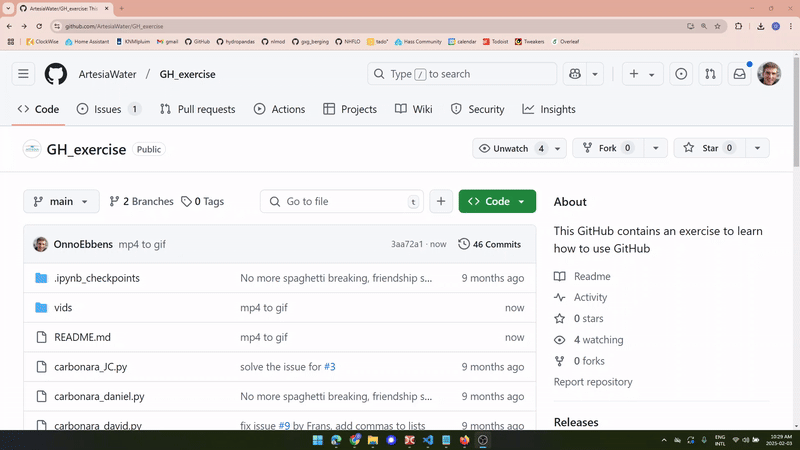 ArtesiaWater/GH_exercise: This
github.com/ArtesiaWater/GH_exercise
ClockWise Home Assistant KNMIpluim gmail GitHub hydropandas nlmod gxg_berging NHFLO tado° Hass Community calendar Todoist Tweakers Overleaf
ArtesiaWater / GH_exercise
Type / to search
Code Issues 1 Pull requests Actions Projects Wiki Security Insights
GH_exercise Public
Unwatch 4 Fork 0 Star 0
main 2 Branches 0 Tags Go to file t Code
About
This GitHub contains an exercise to learn
how to use GitHub
OnnoEbbens mp4 to gif 3aa72a1 · now 46 Commits
.ipynb_checkpoints No more spaghetti breaking, friendship s... 9 months ago
vids mp4 to gif now
README.md mp4 to gif now
carbonara_JC.py solve the issue for #3 9 months ago
carbonara_daniel.py No more spaghetti breaking, friendship s... 9 months ago
carbonara_david.py fix issue #9 by Frans, add commas to lists 9 months ago
Readme
Activity
0 stars
4 watching
0 forks
Report repository
Releases
ENG
INTL
10:29 AM
2025-02-03